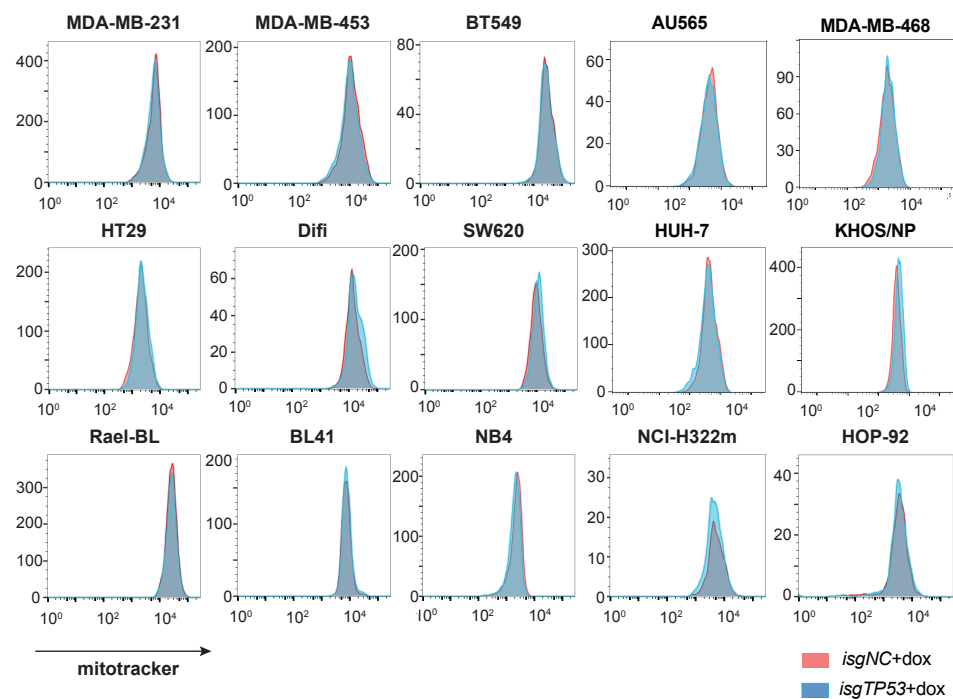 MDA-MB-231 MDA-MB-453 BT549 AU565 MDA-MB-468
400 200 0 10⁰ 10² 10⁴
200 100 0 10⁰ 10² 10⁴
80 60 40 20 0 10⁰ 10² 10⁴
60 40 20 0 10⁰ 10² 10⁴
90 60 30 0 10⁰ 10² 10⁴
HT29 Difi SW620 HUH-7 KHOS/NP
200 100 0 10⁰ 10² 10⁴
60 40 20 0 10⁰ 10² 10⁴
200 150 100 50 0 10⁰ 10² 10⁴
300 200 100 0 10⁰ 10² 10⁴
400 200 0 10⁰ 10² 10⁴
Rael-BL BL41 NB4 NCI-H322m HOP-92
300 200 100 0 10⁰ 10² 10⁴
200 100 0 10⁰ 10² 10⁴
200 100 0 10⁰ 10² 10⁴
30 20 10 0 10⁰ 10² 10⁴
40 20 0 10⁰ 10² 10⁴
mitotracker
isgNC+dox
isgTP53+dox